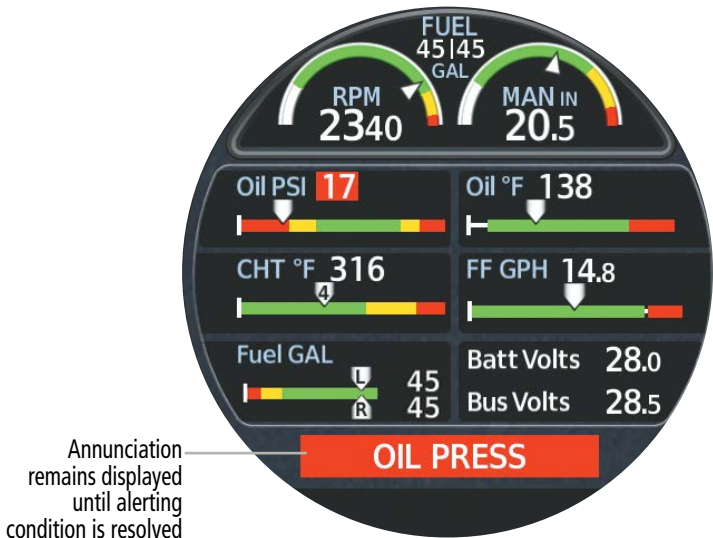 FUEL
45|45
GAL
RPM
2340
MAN IN
20.5
Oil PSI 17
Oil °F 138
CHT °F 316
4
FF GPH 14.8
Fuel GAL
L
45
R
45
Batt Volts 28.0
Bus Volts 28.5
OIL PRESS
Annunciation
remains displayed
until alerting
condition is resolved